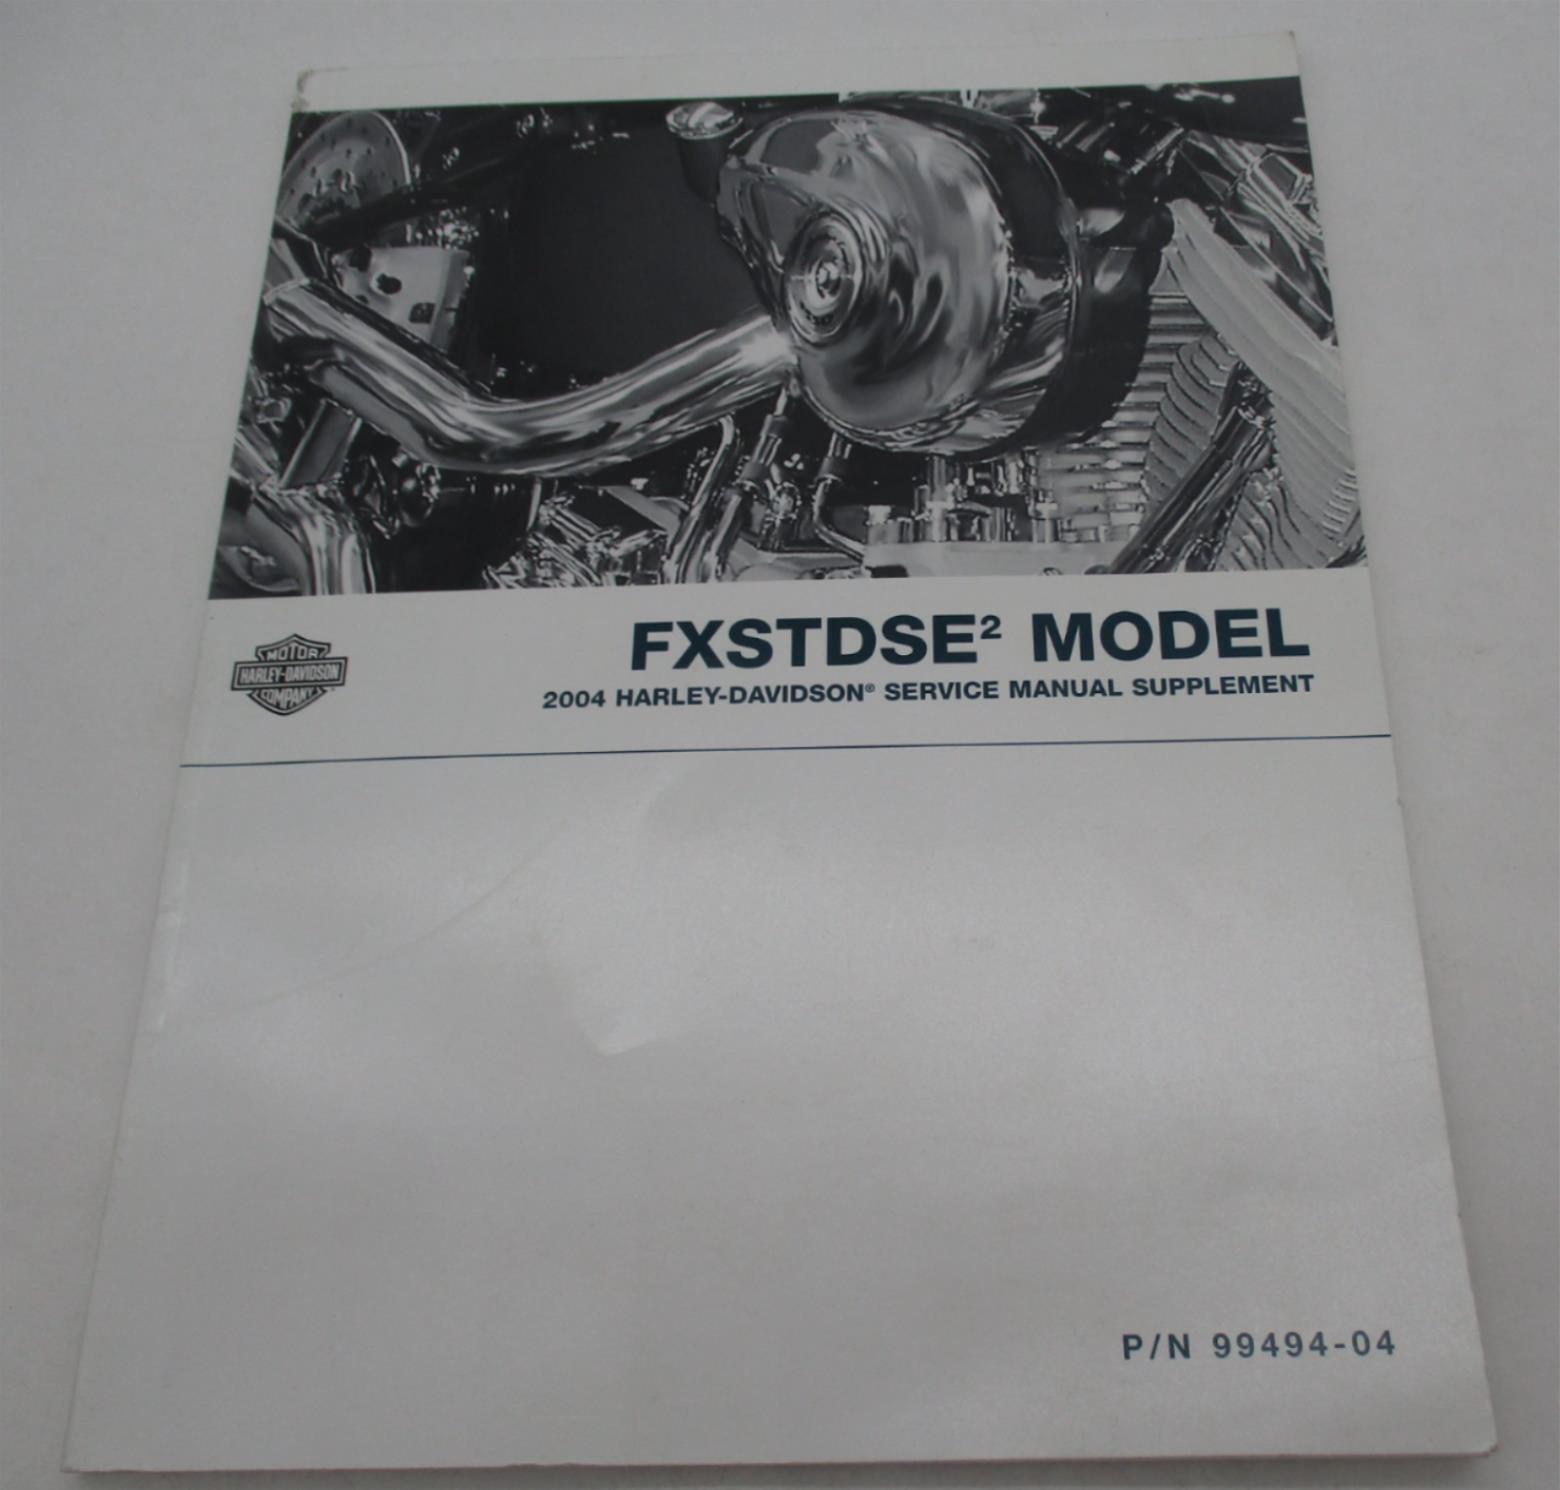 FXSTDSE² MODEL
2004 HARLEY-DAVIDSON® SERVICE MANUAL SUPPLEMENT
MOTOR
HARLEY-DAVIDSON
COMPANY
P/N 99494-04